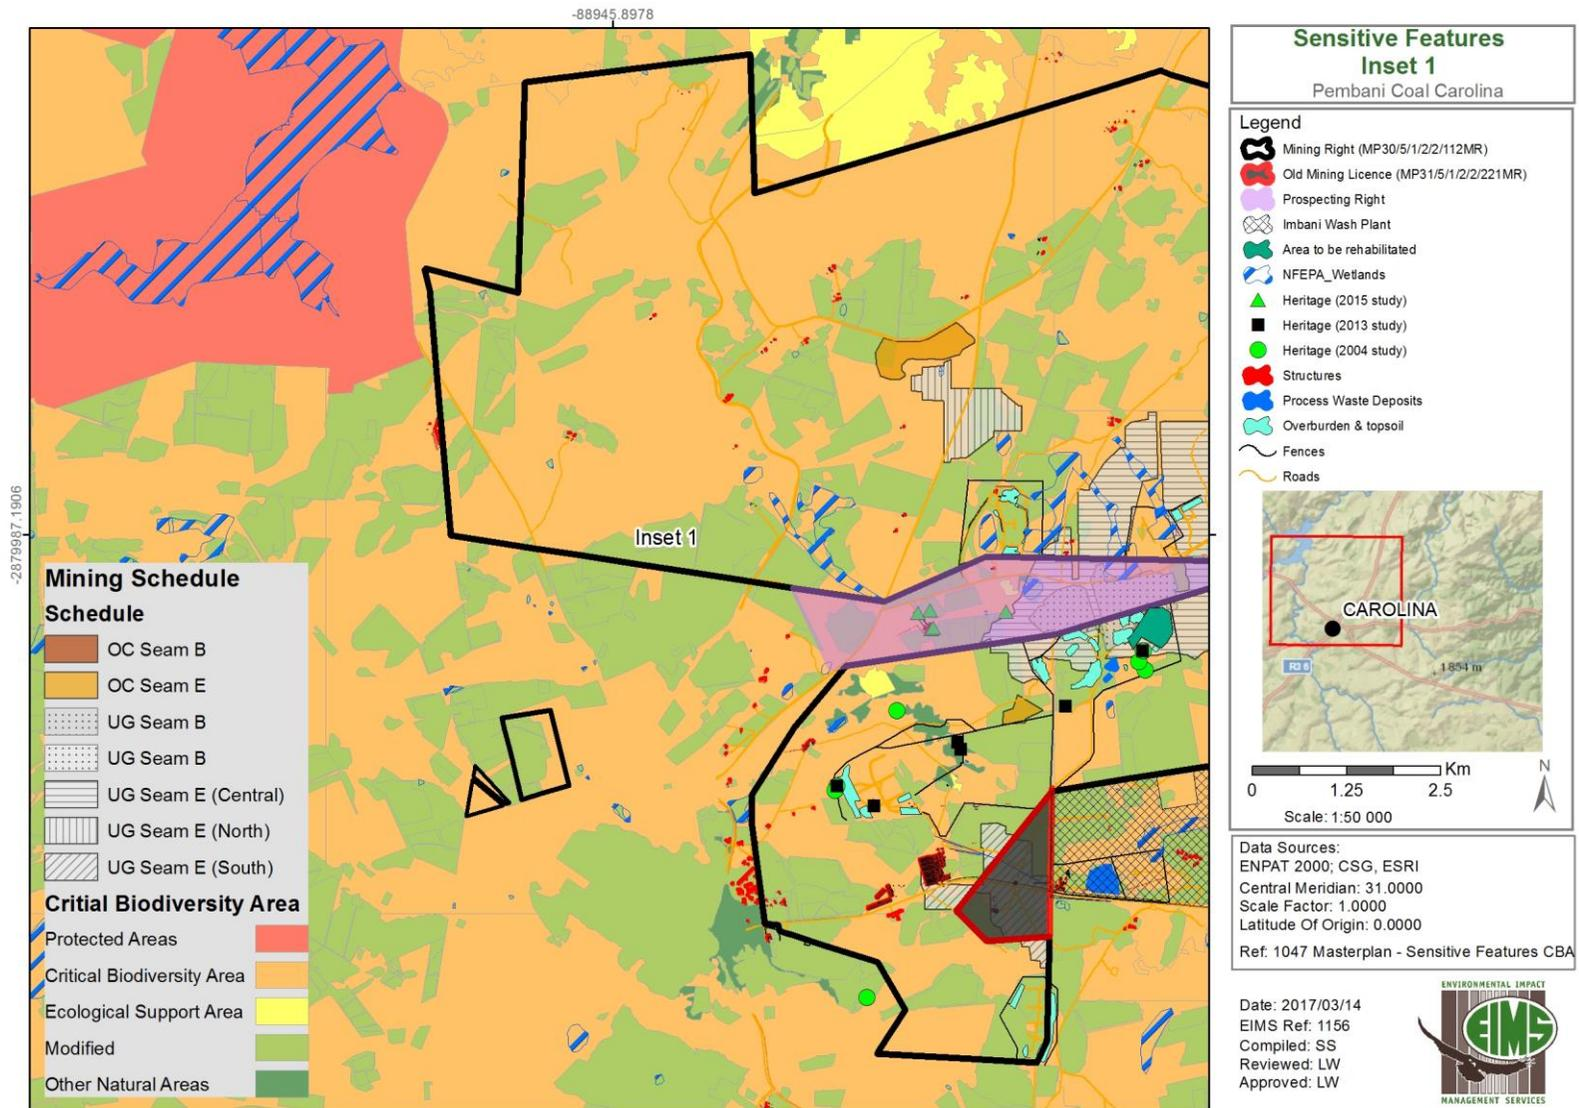 -88945.8978
-2879987.1906
Inset 1
Mining Schedule
Schedule
OC Seam B
OC Seam E
UG Seam B
UG Seam B
UG Seam E (Central)
UG Seam E (North)
UG Seam E (South)
Critial Biodiversity Area
Protected Areas
Critical Biodiversity Area
Ecological Support Area
Modified
Other Natural Areas
Sensitive Features
Inset 1
Pembani Coal Carolina
Legend
Mining Right (MP30/5/1/2/2/112MR)
Old Mining Licence (MP31/5/1/2/2/221MR)
Prospecting Right
Imbani Wash Plant
Area to be rehabilitated
NFEPA_Wetlands
Heritage (2015 study)
Heritage (2013 study)
Heritage (2004 study)
Structures
Process Waste Deposits
Overburden & topsoil
Fences
Roads
CAROLINA
R36
1854 m
Km
0 1.25 2.5
N
Scale: 1:50 000
Data Sources:
ENPAT 2000; CSG, ESRI
Central Meridian: 31.0000
Scale Factor: 1.0000
Latitude Of Origin: 0.0000
Ref: 1047 Masterplan - Sensitive Features CBA
Date: 2017/03/14
EIMS Ref: 1156
Compiled: SS
Reviewed: LW
Approved: LW
ENVIRONMENTAL IMPACT
EIMS
MANAGEMENT SERVICES